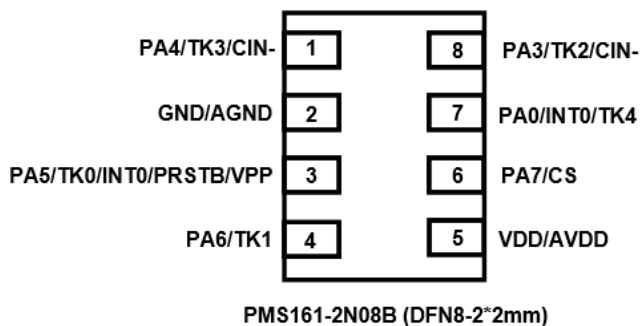 PA4/TK3/CIN- 1 8 PA3/TK2/CIN-
GND/AGND 2 7 PA0/INT0/TK4
PA5/TK0/INT0/PRSTB/VPP 3 6 PA7/CS
PA6/TK1 4 5 VDD/AVDD
PMS161-2N08B (DFN8-2*2mm)